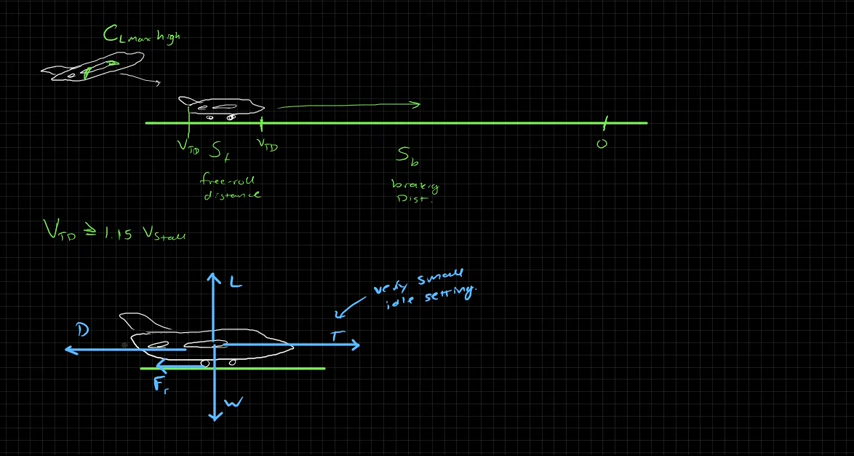 CLmax high
VTD
Sf
VTD
Sb
0
free-roll
distance
braking
Dist.
VTD ≥ 1.15 Vstall
very small
idle setting.
L
D
T
Fr
W